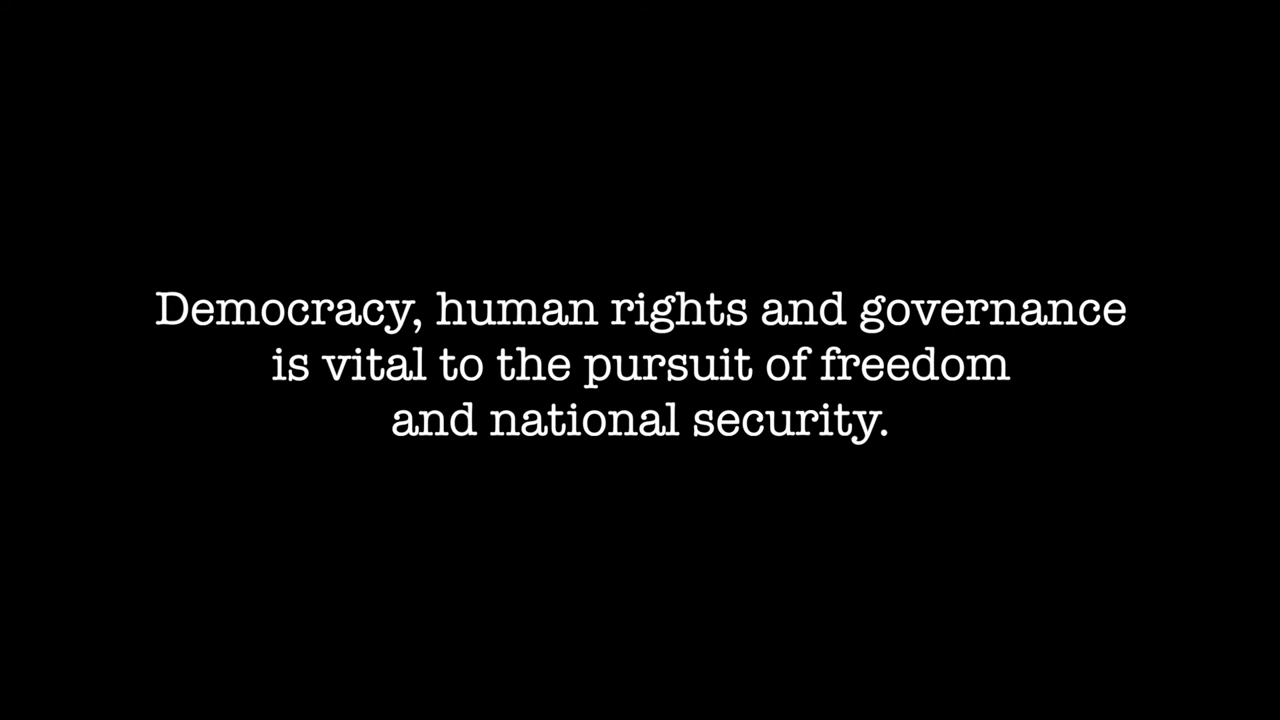 Democracy, human rights and governance
is vital to the pursuit of freedom
and national security.